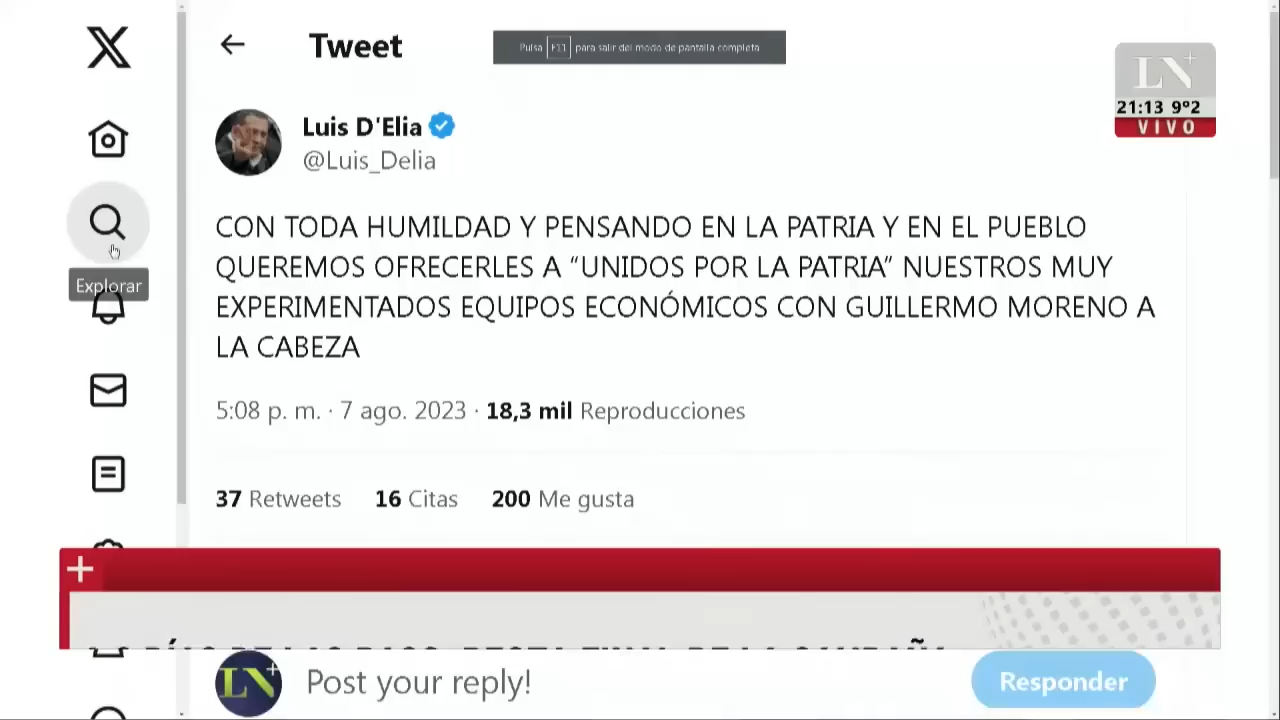 Tweet
Pulsa F11 para salir del modo de pantalla completa
LN+
21:13 9º2
VIVO
Luis D'Elia
@Luis_Delia
CON TODA HUMILDAD Y PENSANDO EN LA PATRIA Y EN EL PUEBLO
QUEREMOS OFRECERLES A “UNIDOS POR LA PATRIA” NUESTROS MUY
EXPERIMENTADOS EQUIPOS ECONÓMICOS CON GUILLERMO MORENO A
LA CABEZA
Explorar
5:08 p. m. · 7 ago. 2023 · 18,3 mil Reproducciones
37 Retweets 16 Citas 200 Me gusta
LN+
Post your reply!
Responder